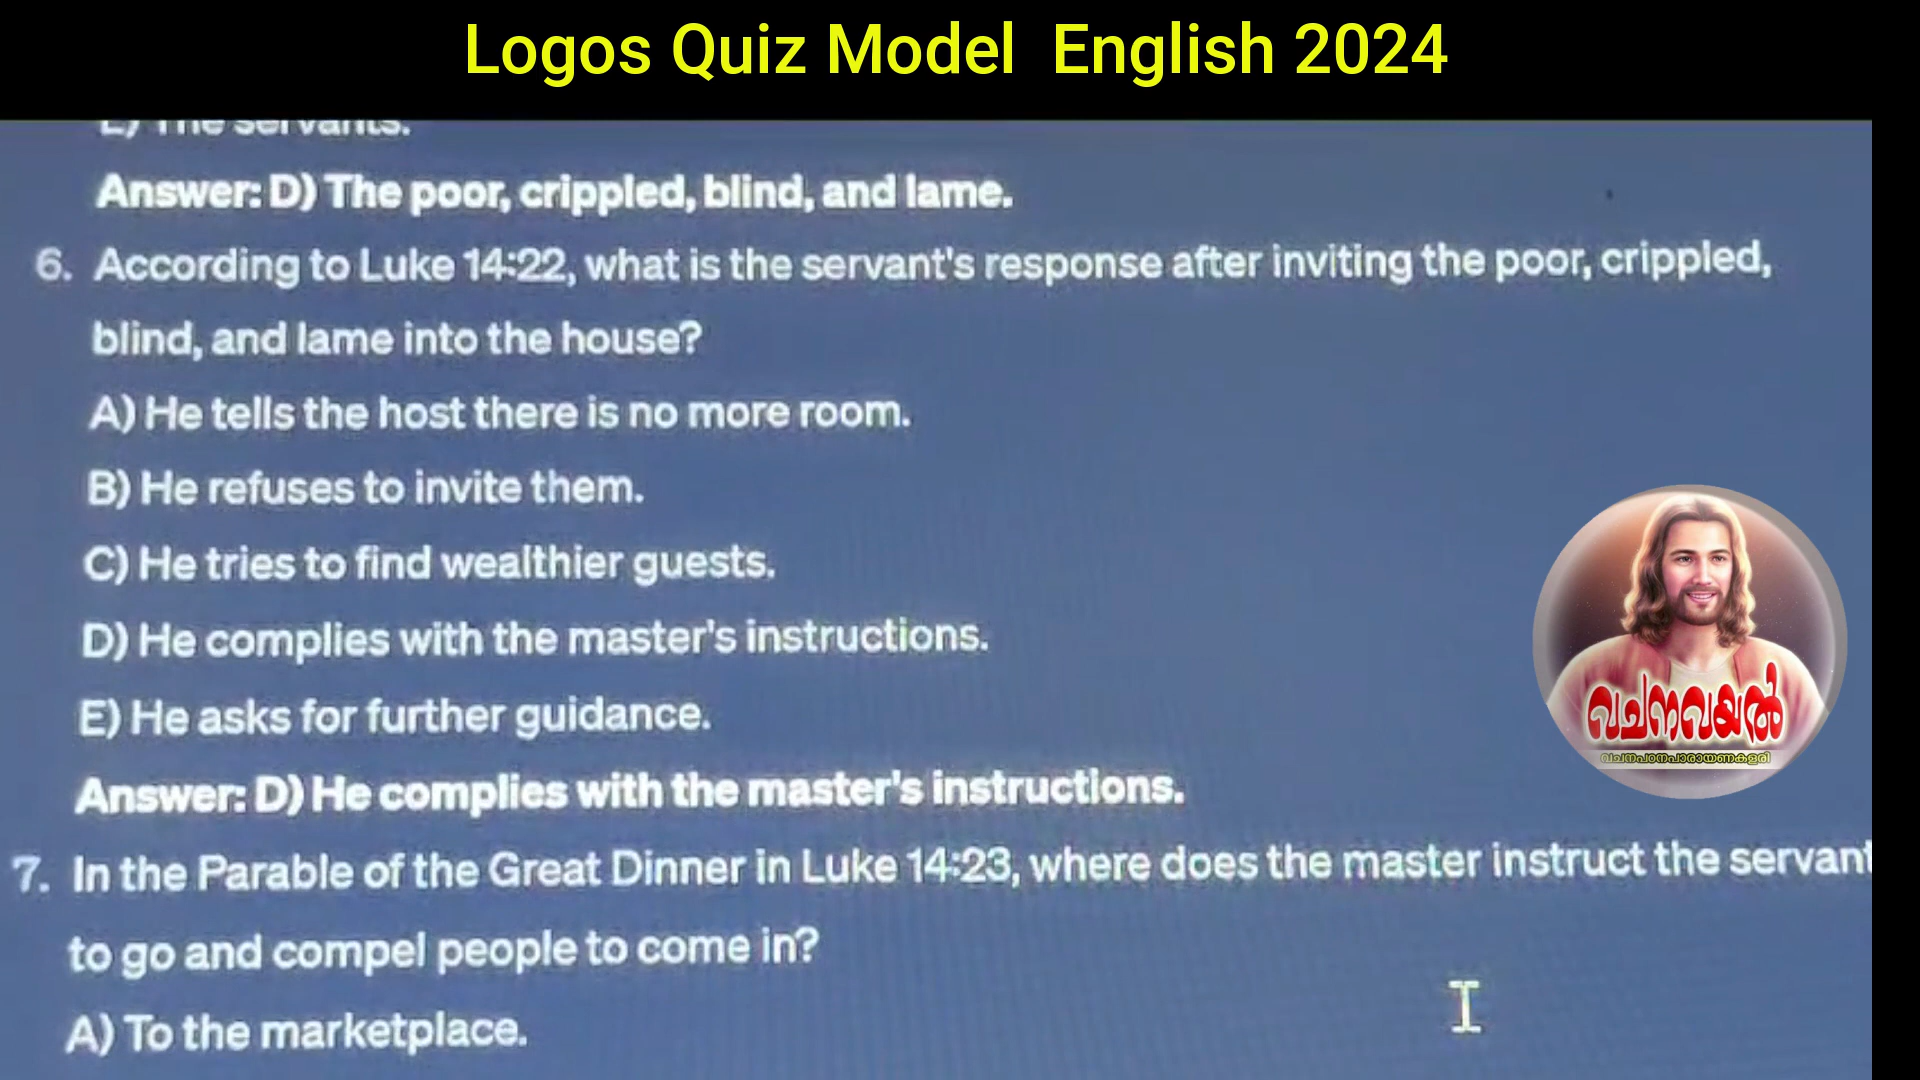 Logos Quiz Model English 2024
E) The servants.
Answer: D) The poor, crippled, blind, and lame.
6. According to Luke 14:22, what is the servant's response after inviting the poor, crippled,
blind, and lame into the house?
A) He tells the host there is no more room.
B) He refuses to invite them.
C) He tries to find wealthier guests.
D) He complies with the master's instructions.
E) He asks for further guidance.
Answer: D) He complies with the master's instructions.
7. In the Parable of the Great Dinner in Luke 14:23, where does the master instruct the servant
to go and compel people to come in?
A) To the marketplace.
വചനവയൽ
വചനപഠനപാരായണകളരി